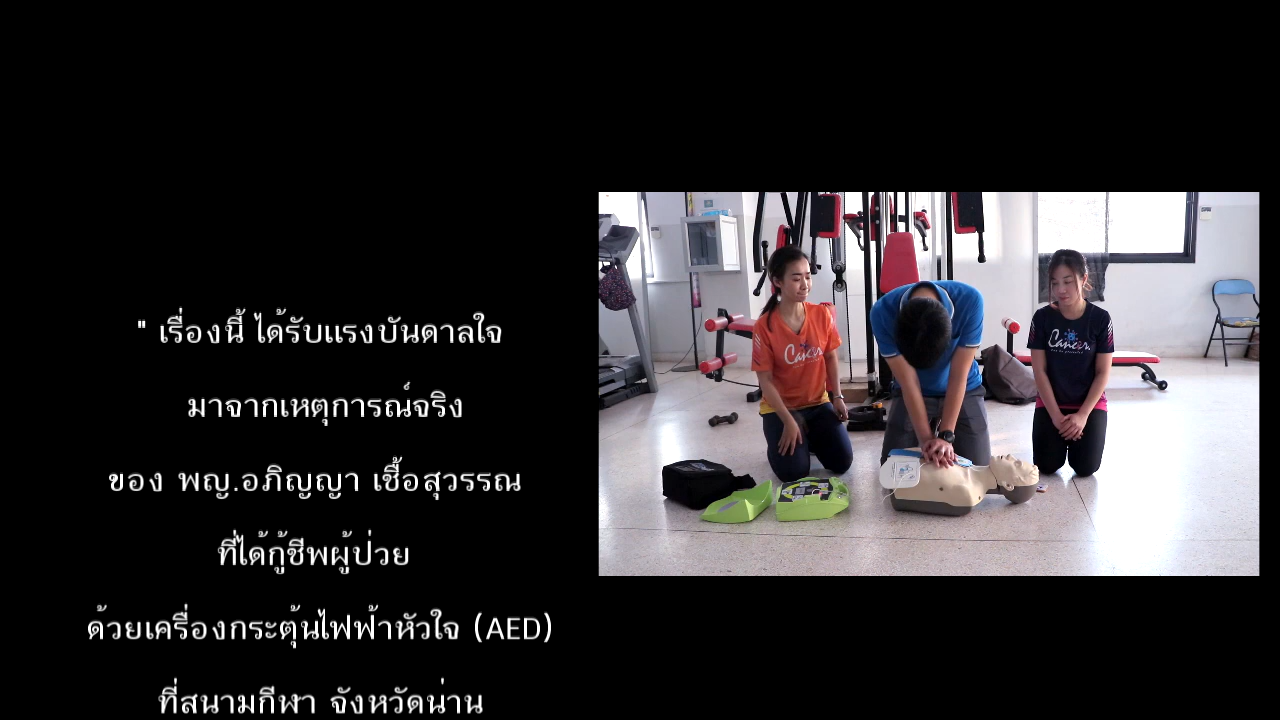 " เรื่องนี้ ได้รับแรงบันดาลใจ
มาจากเหตุการณ์จริง
ของ พญ.อภิญญา เชื้อสุวรรณ
ที่ได้กู้ชีพผู้ป่วย
ด้วยเครื่องกระตุ้นไฟฟ้าหัวใจ (AED)
ที่สนามกีฬา จังหวัดน่าน
Cancer
Cancer